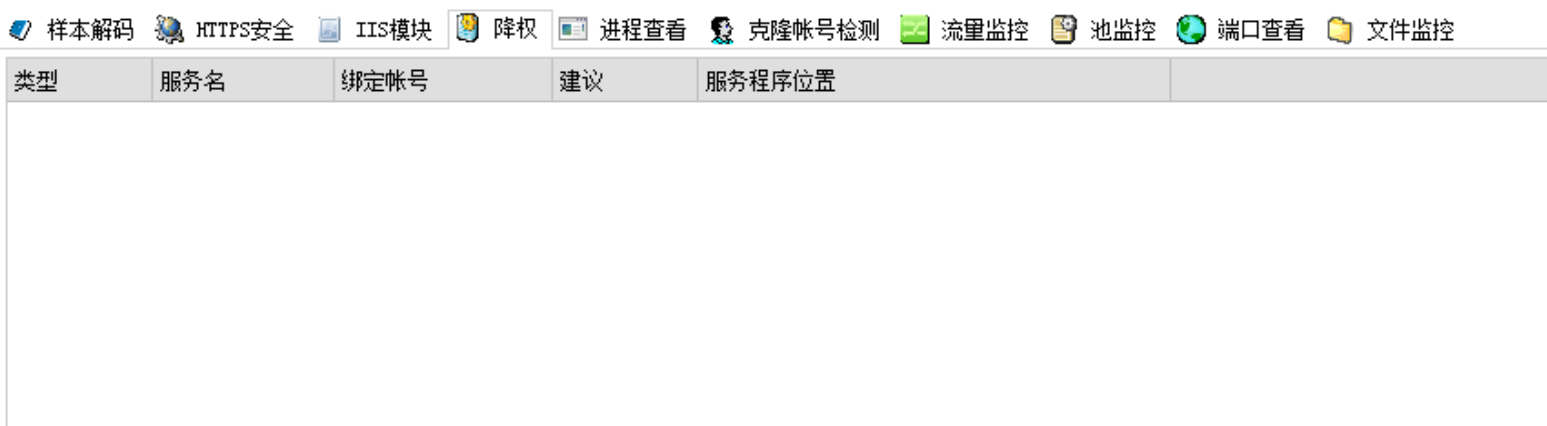 样本解码 HTTPS安全 IIS模块 降权 进程查看 克隆帐号检测 流量监控 池监控 端口查看 文件监控
类型 服务名 绑定帐号 建议 服务程序位置